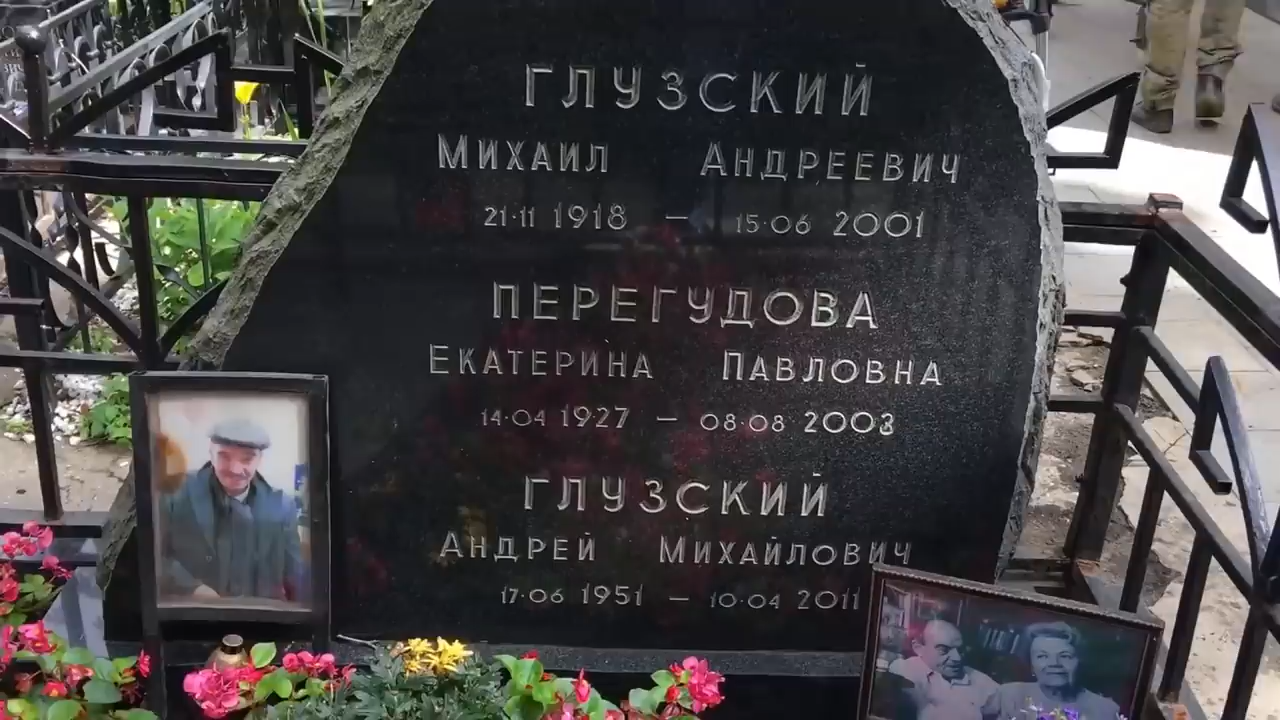 ГЛУЗСКИЙ
МИХАИЛ АНДРЕЕВИЧ
21·11 1918 – 15·06 2001
ПЕРЕГУДОВА
ЕКАТЕРИНА ПАВЛОВНА
14·04 1927 – 08·08 2003
ГЛУЗСКИЙ
АНДРЕЙ МИХАЙЛОВИЧ
17·06 1951 – 10·04 2011